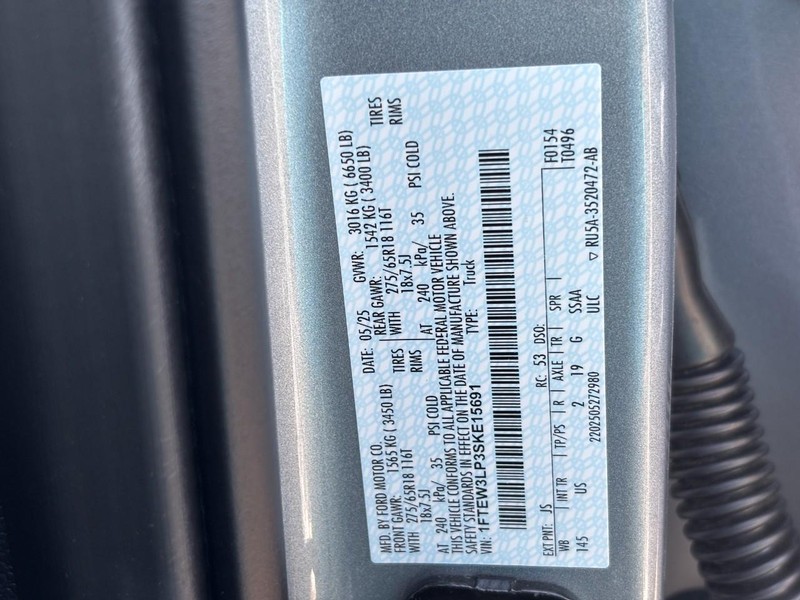 MFD. BY FORD MOTOR CO.
DATE: 05/25 GVWR: 3016 KG ( 6650 LB)
FRONT GAWR: 1565 KG ( 3450 LB) REAR GAWR: 1542 KG ( 3400 LB)
WITH 275/65R18 116T TIRES WITH 275/65R18 116T TIRES
18x7.5J RIMS 18x7.5J RIMS
AT 240 kPa/ 35 PSI COLD AT 240 kPa/ 35 PSI COLD
THIS VEHICLE CONFORMS TO ALL APPLICABLE FEDERAL MOTOR VEHICLE
SAFETY STANDARDS IN EFFECT ON THE DATE OF MANUFACTURE SHOWN ABOVE.
VIN: 1FTEW3LP3SKE15691 TYPE: Truck
EXT PNT: JS RC: 53 DSO: F0154
WB INT TR TP/PS R AXLE TR SPR T0496
145 US 2 19 G SSAA
2202505272980 ULC ▽ RU5A-3520472-AB